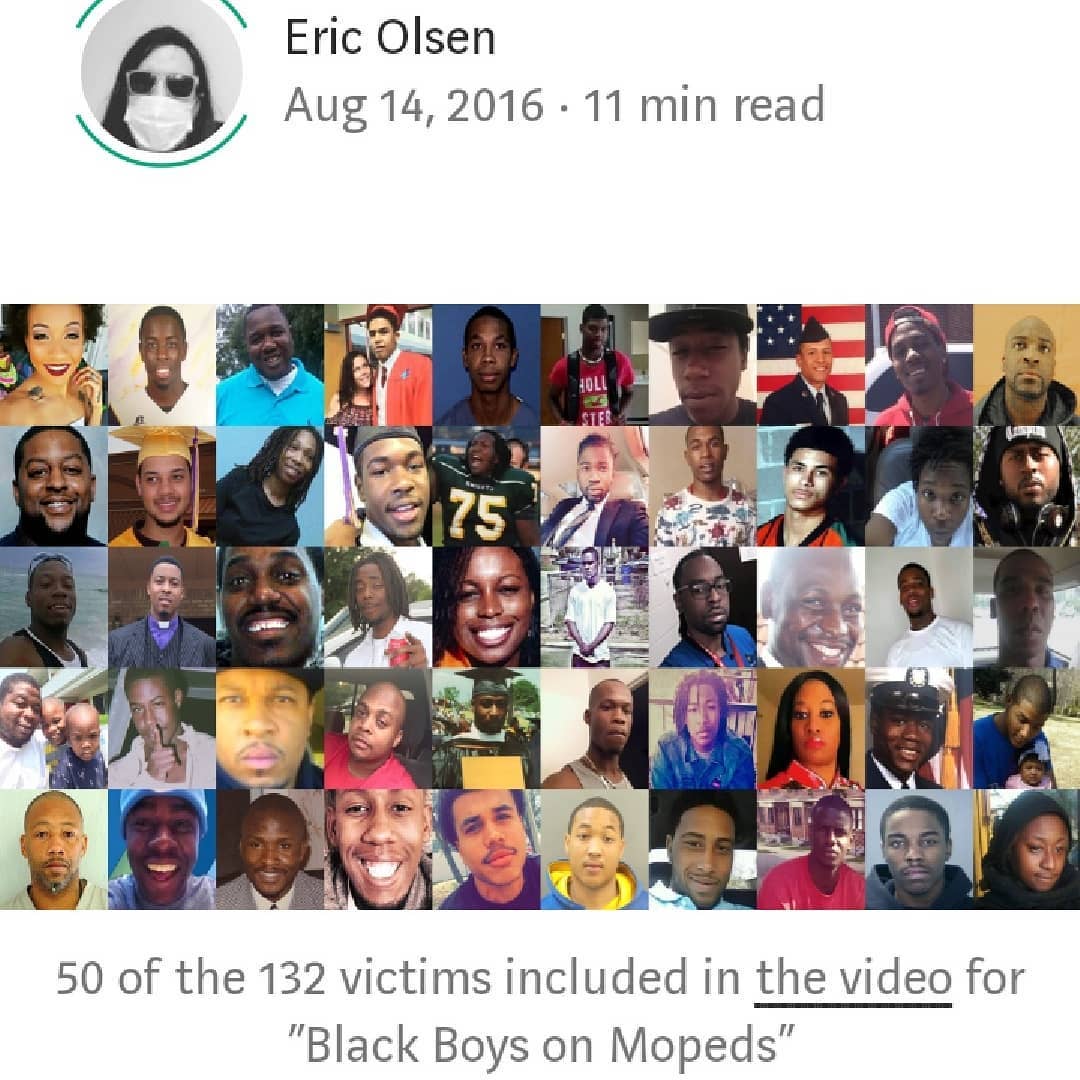 Eric Olsen
Aug 14, 2016 · 11 min read
HOLL
STER
KNIGHTS
75
50 of the 132 victims included in the video for
"Black Boys on Mopeds"